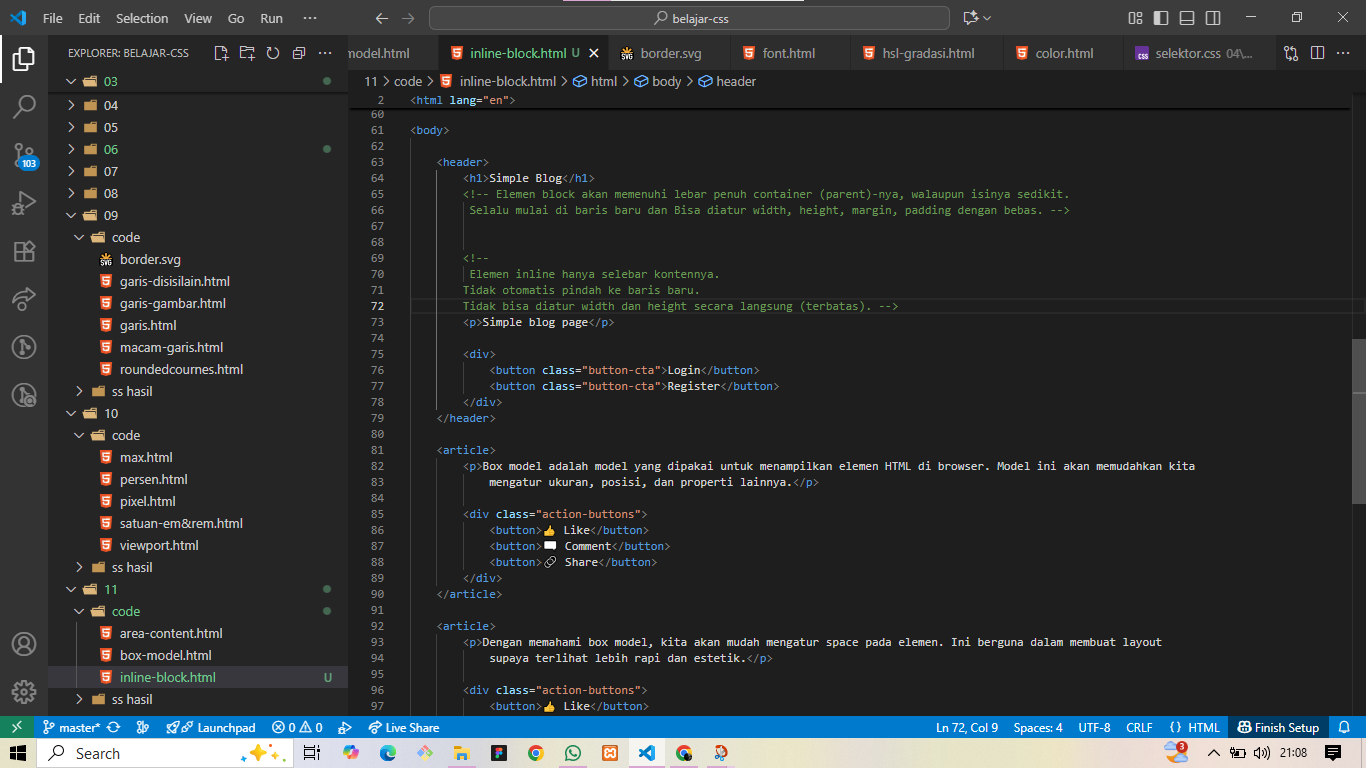 File Edit Selection View Go Run ···
belajar-css
EXPLORER: BELAJAR-CSS
03
04
05
06
07
08
09
code
border.svg
garis-disisilain.html
garis-gambar.html
garis.html
macam-garis.html
roundedcournes.html
ss hasil
10
code
max.html
persen.html
pixel.html
satuan-em&rem.html
viewport.html
ss hasil
11
code
area-content.html
box-model.html
inline-block.html U
ss hasil
103
model.html inline-block.html U border.svg font.html hsl-gradasi.html color.html selektor.css 04\...
11 > code > inline-block.html > html > body > header
2 <html lang="en">
60
61 <body>
62
63 <header>
64 <h1>Simple Blog</h1>
65 <!-- Elemen block akan memenuhi lebar penuh container (parent)-nya, walaupun isinya sedikit.
66 Selalu mulai di baris baru dan Bisa diatur width, height, margin, padding dengan bebas. -->
67
68
69 <!--
70 Elemen inline hanya selebar kontennya.
71 Tidak otomatis pindah ke baris baru.
72 Tidak bisa diatur width dan height secara langsung (terbatas). -->
73 <p>Simple blog page</p>
74
75 <div>
76 <button class="button-cta">Login</button>
77 <button class="button-cta">Register</button>
78 </div>
79 </header>
80
81 <article>
82 <p>Box model adalah model yang dipakai untuk menampilkan elemen HTML di browser. Model ini akan memudahkan kita
83 mengatur ukuran, posisi, dan properti lainnya.</p>
84
85 <div class="action-buttons">
86 <button>👍 Like</button>
87 <button>💬 Comment</button>
88 <button>🔗 Share</button>
89 </div>
90 </article>
91
92 <article>
93 <p>Dengan memahami box model, kita akan mudah mengatur space pada elemen. Ini berguna dalam membuat layout
94 supaya terlihat lebih rapi dan estetik.</p>
95
96 <div class="action-buttons">
97 <button>👍 Like</button>
master* Launchpad 0 0 Live Share Ln 72, Col 9 Spaces: 4 UTF-8 CRLF {} HTML Finish Setup
Search 3 21:08